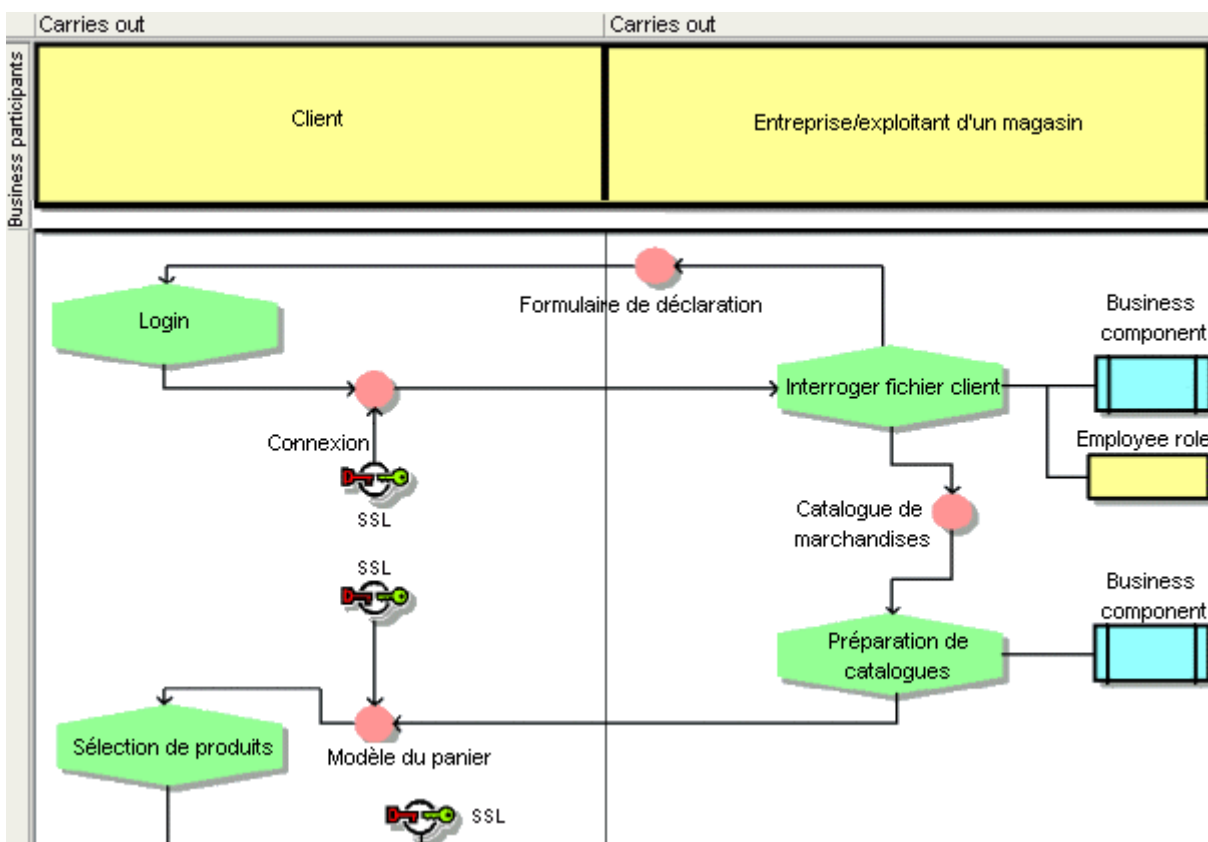 Carries out
Carries out
Business participants
Client
Entreprise/exploitant d'un magasin
Formulaire de déclaration
Login
Business
component
Interroger fichier client
Connexion
Employee role
SSL
Catalogue de
marchandises
SSL
Business
component
Préparation de
catalogues
Sélection de produits
Modèle du panier
SSL